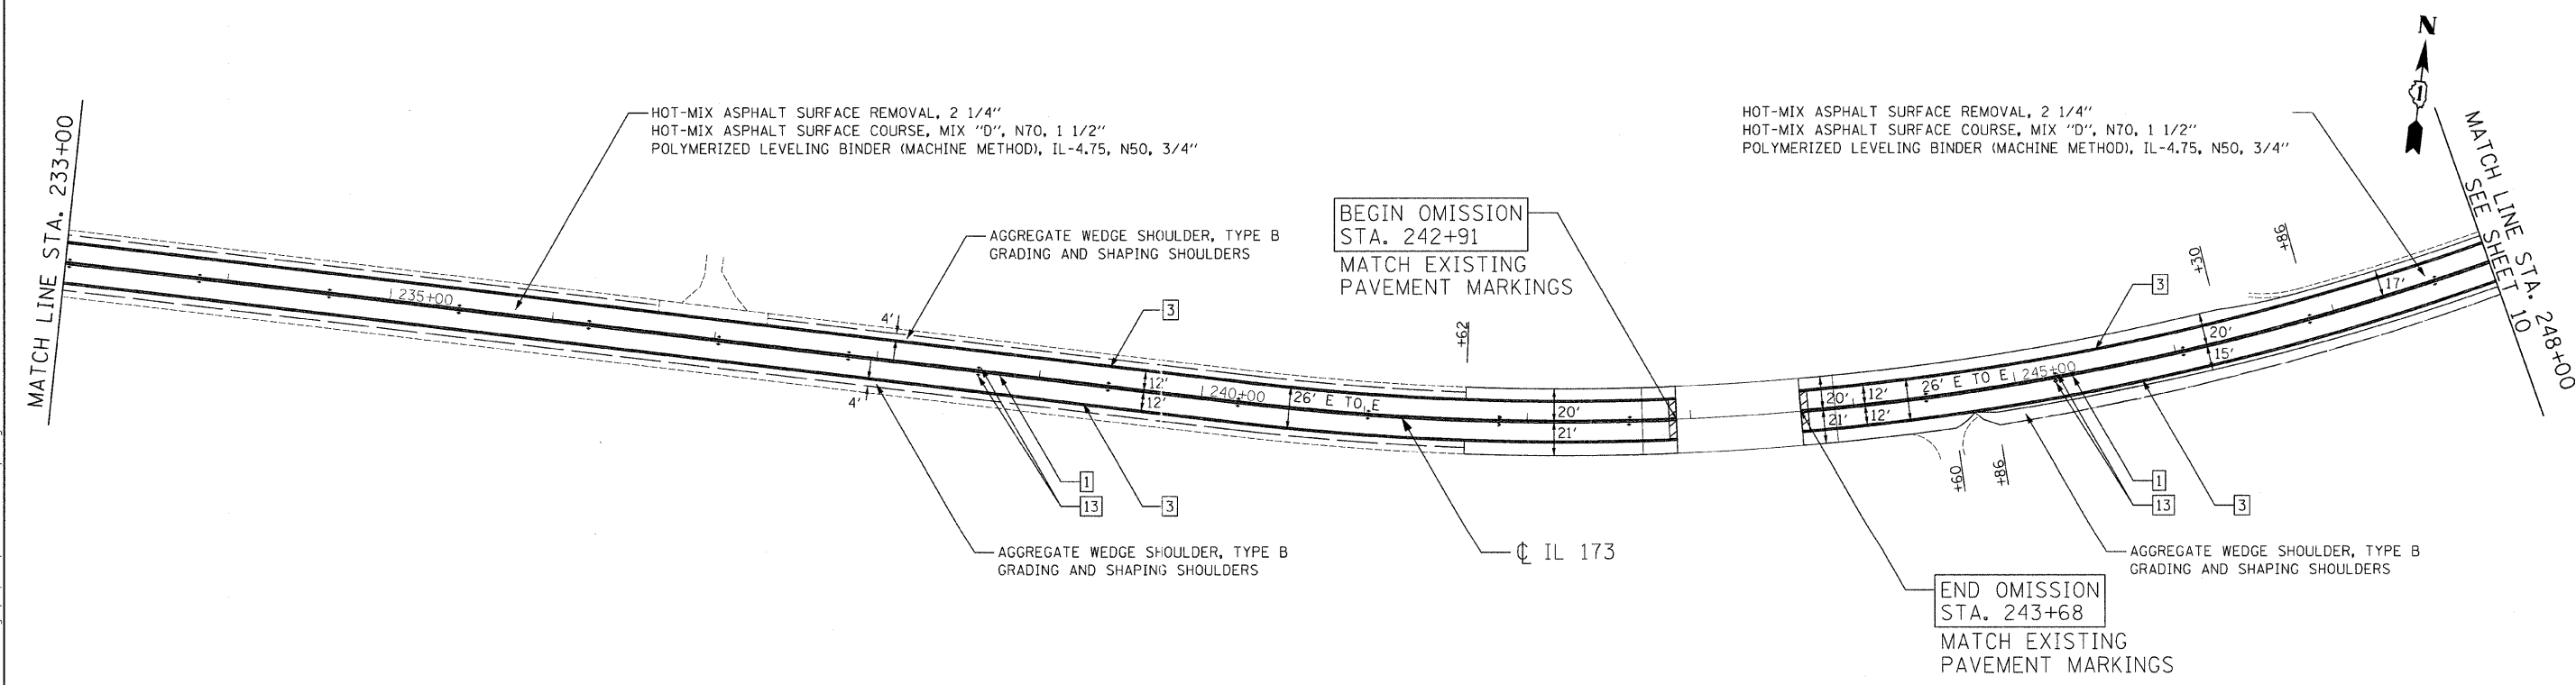 N
1
MATCH LINE STA. 233+00
HOT-MIX ASPHALT SURFACE REMOVAL, 2 1/4"
HOT-MIX ASPHALT SURFACE COURSE, MIX "D", N70, 1 1/2"
POLYMERIZED LEVELING BINDER (MACHINE METHOD), IL-4.75, N50, 3/4"
HOT-MIX ASPHALT SURFACE REMOVAL, 2 1/4"
HOT-MIX ASPHALT SURFACE COURSE, MIX "D", N70, 1 1/2"
POLYMERIZED LEVELING BINDER (MACHINE METHOD), IL-4.75, N50, 3/4"
MATCH LINE STA. 248+00
SEE SHEET 10
AGGREGATE WEDGE SHOULDER, TYPE B
GRADING AND SHAPING SHOULDERS
BEGIN OMISSION
STA. 242+91
MATCH EXISTING
PAVEMENT MARKINGS
+62
+30
+86
235+00
4'
4'
3
12'
12'
240+00
26' E TO E
20'
21'
20'
21'
12'
12'
26' E TO E
245+00
3
20'
15'
17'
1
13
3
AGGREGATE WEDGE SHOULDER, TYPE B
GRADING AND SHAPING SHOULDERS
℄ IL 173
+60
+86
1
13
3
AGGREGATE WEDGE SHOULDER, TYPE B
GRADING AND SHAPING SHOULDERS
END OMISSION
STA. 243+68
MATCH EXISTING
PAVEMENT MARKINGS